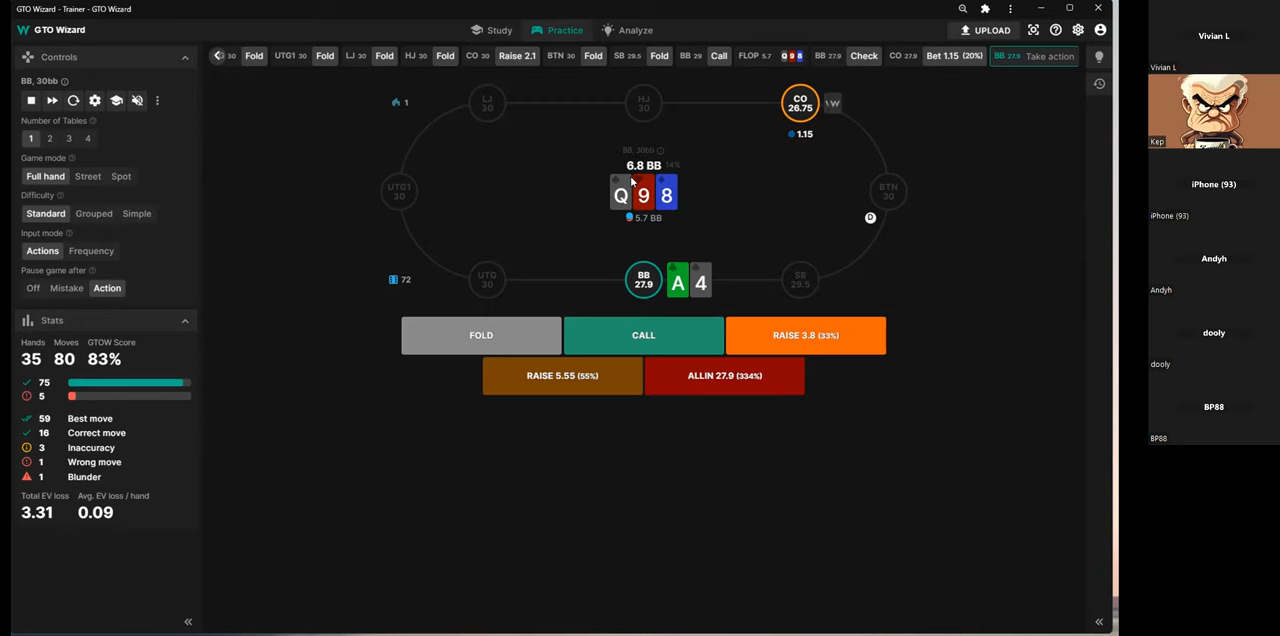 GTO Wizard - Trainer - GTO Wizard
GTO Wizard
Study
Practice
Analyze
UPLOAD
Controls
30 Fold UTG1 30 Fold LJ 30 Fold HJ 30 Fold CO 30 Raise 2.1 BTN 30 Fold SB 29.5 Fold BB 29 Call FLOP 5.7 Q 9 8 BB 27.9 Check CO 27.9 Bet 1.15 (20%) BB 27.9 Take action
BB, 30bb
Number of Tables
1 2 3 4
Game mode
Full hand Street Spot
Difficulty
Standard Grouped Simple
Input mode
Actions Frequency
Pause game after
Off Mistake Action
Stats
Hands Moves GTOW Score
35 80 83%
75
5
59 Best move
16 Correct move
3 Inaccuracy
1 Wrong move
1 Blunder
Total EV loss Avg. EV loss / hand
3.31 0.09
1
LJ
30
HJ
30
CO
26.75
W
1.15
BB, 30bb
6.8 BB 14%
UTG1
30
Q 9 8
5.7 BB
BTN
30
D
72
UTG
30
BB
27.9
A 4
SB
29.5
FOLD
CALL
RAISE 3.8 (33%)
RAISE 5.55 (55%)
ALLIN 27.9 (334%)
Vivian L
Vivian L
Kep
iPhone (93)
iPhone (93)
Andyh
Andyh
dooly
dooly
BP88
BP88